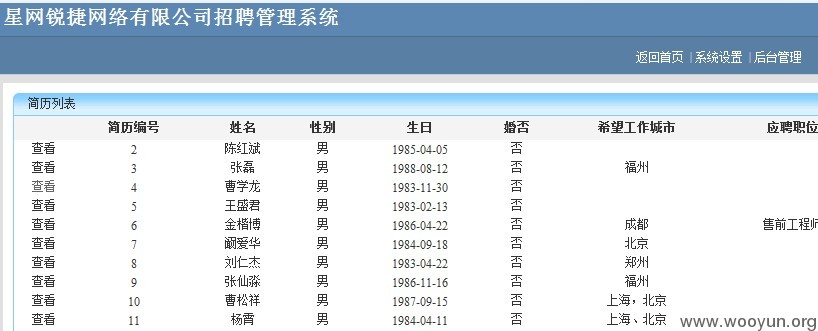 星网锐捷网络有限公司招聘管理系统
返回首页 | 系统设置 | 后台管理
简历列表
简历编号 姓名 性别 生日 婚否 希望工作城市 应聘职位
查看 2 陈红斌 男 1985-04-05 否
查看 3 张磊 男 1988-08-12 否 福州
查看 4 曹学龙 男 1983-11-30 否
查看 5 王盛君 男 1983-02-13 否
查看 6 金楷博 男 1986-04-22 否 成都 售前工程师
查看 7 阚爱华 男 1984-09-18 否 北京
查看 8 刘仁杰 男 1983-04-22 否 郑州
查看 9 张仙淼 男 1986-11-16 否 福州
查看 10 曹松祥 男 1987-09-15 否 上海，北京
查看 11 杨霄 男 1984-04-11 否 上海、北京
www.wooyun.org